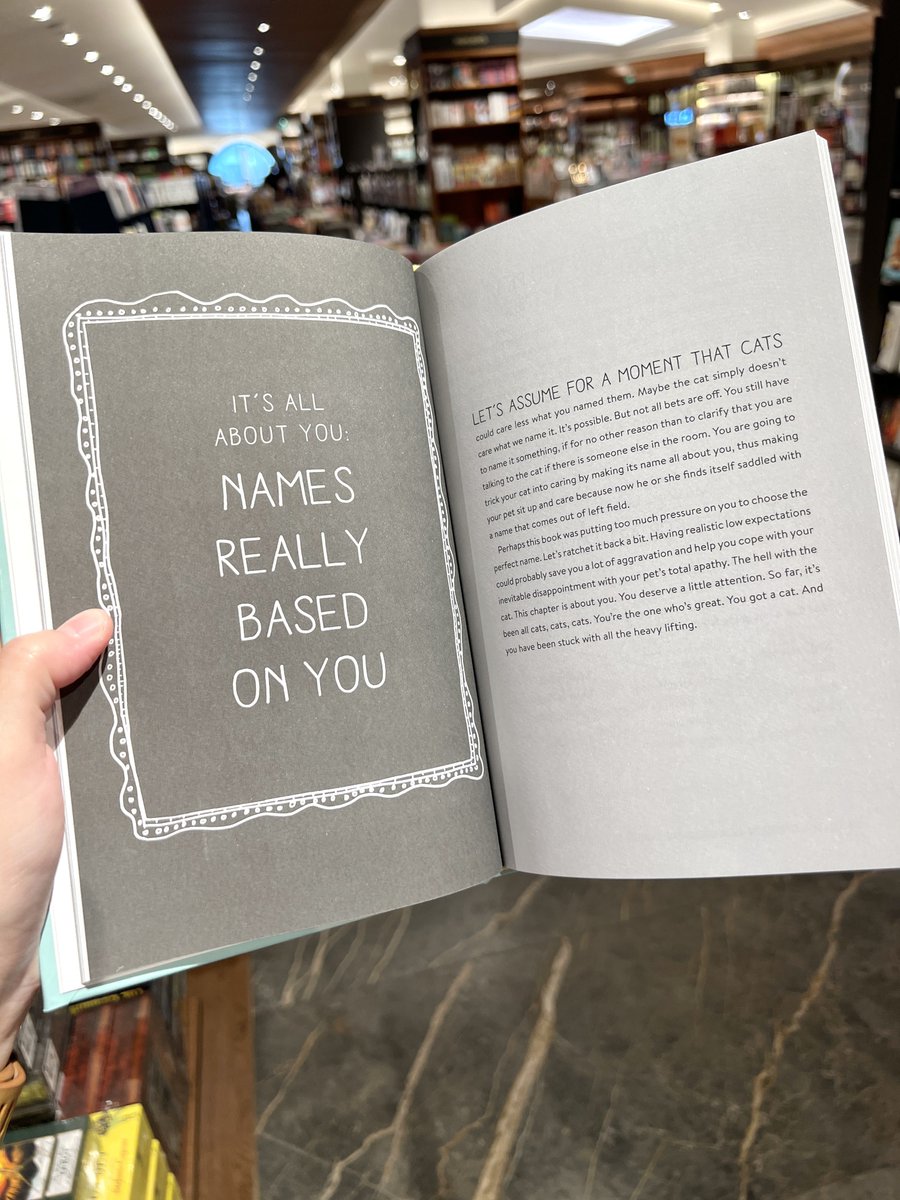 IT'S ALL
ABOUT YOU:
NAMES
REALLY
BASED
ON YOU
LET'S ASSUME FOR A MOMENT THAT CATS
could care less what you named them. Maybe the cat simply doesn't
care what we name it. It's possible. But not all bets are off. You still have
to name it something, if for no other reason than to clarify that you are
talking to the cat if there is someone else in the room. You are going to
trick your cat into caring by making its name all about you, thus making
your pet sit up and care because now he or she finds itself saddled with
a name that comes out of left field.
Perhaps this book was putting too much pressure on you to choose the
perfect name. Let's ratchet it back a bit. Having realistic low expectations
could probably save you a lot of aggravation and help you cope with your
inevitable disappointment with your pet's total apathy. The hell with the
cat. This chapter is about you. You deserve a little attention. So far, it's
been all cats, cats, cats. You're the one who's great. You got a cat. And
you have been stuck with all the heavy lifting.